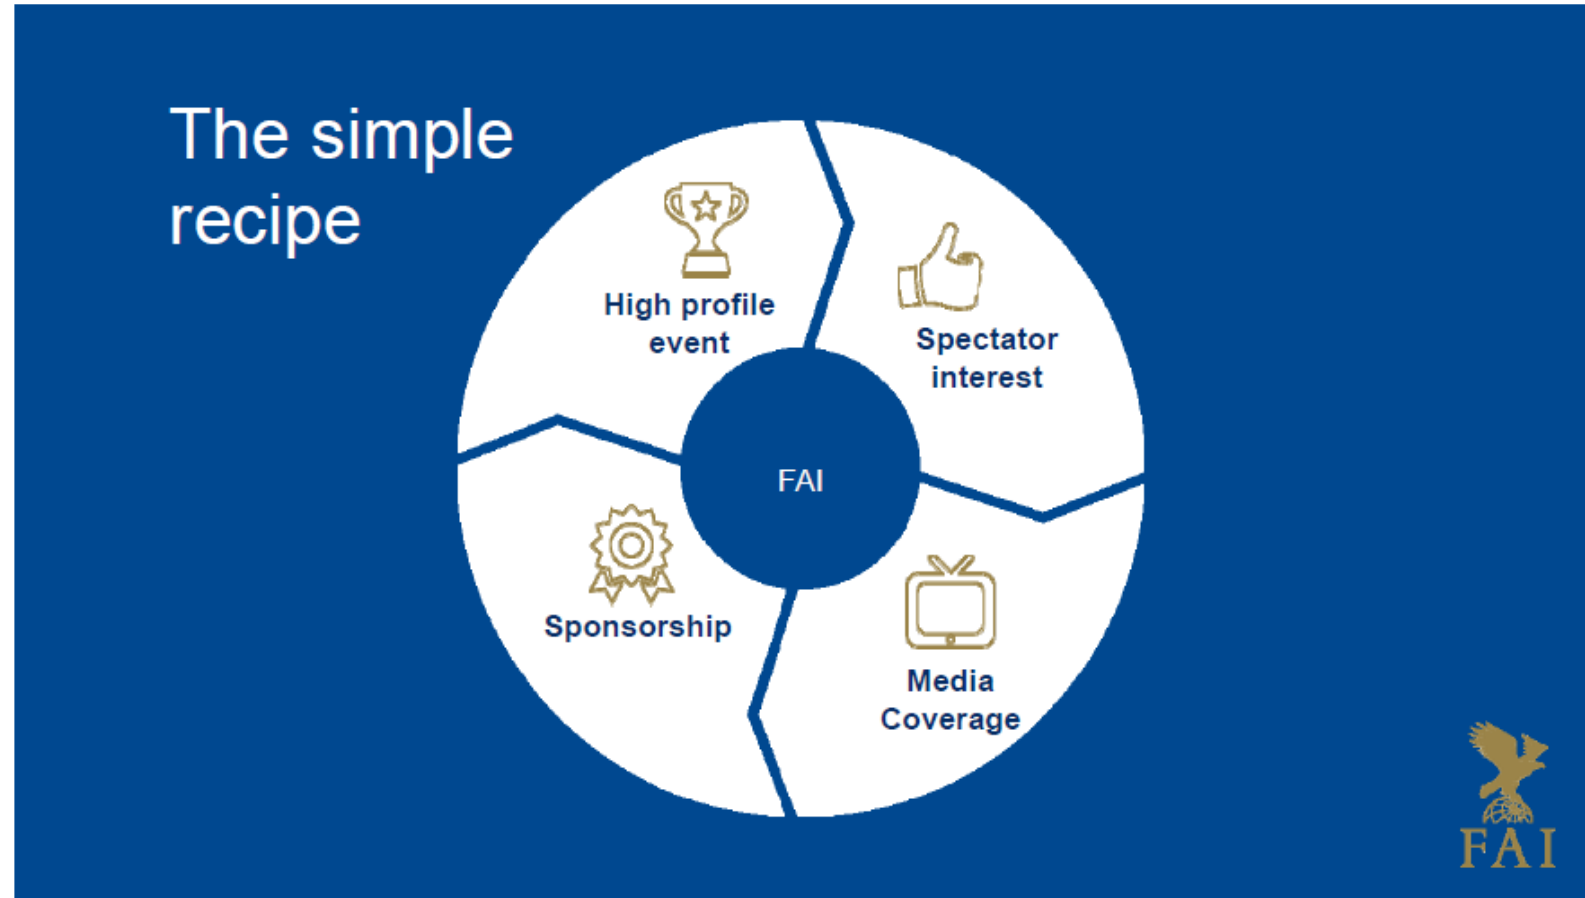 The simple
recipe
High profile
event
Spectator
interest
FAI
Sponsorship
Media
Coverage
FAI